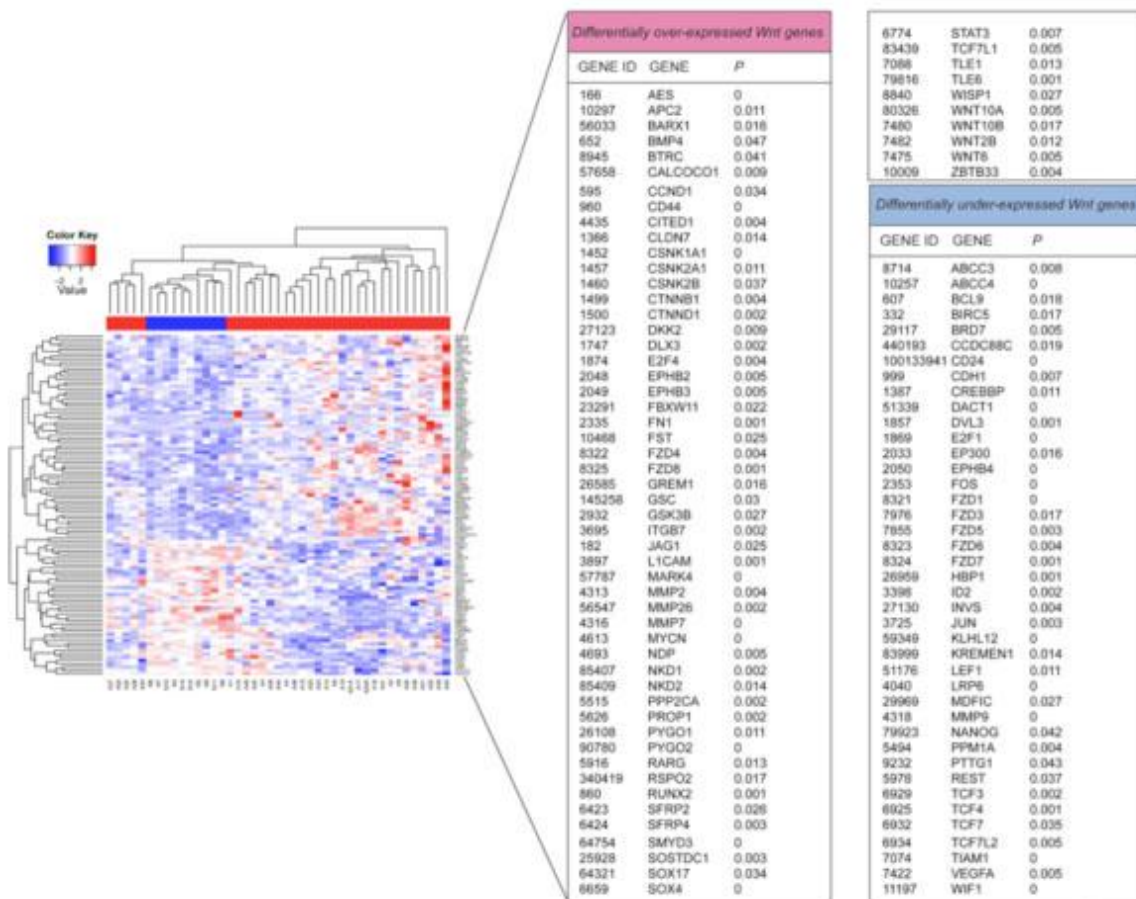 Color Key
-2 2
Value
Differentially over-expressed Wnt genes
GENE ID GENE P
166 AES 0
10297 APC2 0.011
56033 BARX1 0.016
652 BMP4 0.047
8945 BTRC 0.041
57658 CALCOCO1 0.009
595 CCND1 0.034
960 CD44 0
4435 CITED1 0.004
1366 CLDN7 0.014
1452 CSNK1A1 0
1457 CSNK2A1 0.011
1460 CSNK2B 0.037
1499 CTNNB1 0.004
1500 CTNND1 0.002
27123 DKK2 0.009
1747 DLX3 0.002
1874 E2F4 0.004
2048 EPHB2 0.005
2049 EPHB3 0.005
23291 FBXW11 0.022
2335 FN1 0.001
10468 FST 0.025
8322 FZD4 0.004
8325 FZD8 0.001
26585 GREM1 0.016
145258 GSC 0.03
2932 GSK3B 0.027
3695 ITGB7 0.002
182 JAG1 0.025
3897 L1CAM 0.001
57787 MARK4 0
4313 MMP2 0.004
56547 MMP26 0.002
4316 MMP7 0
4613 MYCN 0
4693 NDP 0.005
85407 NKD1 0.002
85409 NKD2 0.014
5515 PPP2CA 0.002
5626 PROP1 0.002
26108 PYGO1 0.011
90780 PYGO2 0
5916 RARG 0.013
340419 RSPO2 0.017
860 RUNX2 0.001
6423 SFRP2 0.026
6424 SFRP4 0.003
64754 SMYD3 0
25928 SOSTDC1 0.003
64321 SOX17 0.034
6659 SOX4 0
6774 STAT3 0.007
83439 TCF7L1 0.005
7088 TLE1 0.013
79816 TLE6 0.001
8840 WISP1 0.027
80326 WNT10A 0.005
7480 WNT10B 0.017
7482 WNT2B 0.012
7475 WNT6 0.005
10009 ZBTB33 0.004
Differentially under-expressed Wnt genes
GENE ID GENE P
8714 ABCC3 0.008
10257 ABCC4 0
607 BCL9 0.018
332 BIRC5 0.017
29117 BRD7 0.005
440193 CCDC88C 0.019
100133941 CD24 0
999 CDH1 0.007
1387 CREBBP 0.011
51339 DACT1 0
1857 DVL3 0.001
1869 E2F1 0
2033 EP300 0.016
2050 EPHB4 0
2353 FOS 0
8321 FZD1 0
7976 FZD3 0.017
7855 FZD5 0.003
8323 FZD6 0.004
8324 FZD7 0.001
26959 HBP1 0.001
3398 ID2 0.002
27130 INVS 0.004
3725 JUN 0.003
59349 KLHL12 0
83999 KREMEN1 0.014
51176 LEF1 0.011
4040 LRP6 0
29969 MDFIC 0.027
4318 MMP9 0
79923 NANOG 0.042
5494 PPM1A 0.004
9232 PTTG1 0.043
5978 REST 0.037
6929 TCF3 0.002
6925 TCF4 0.001
6932 TCF7 0.035
6934 TCF7L2 0.005
7074 TIAM1 0
7422 VEGFA 0.005
11197 WIF1 0